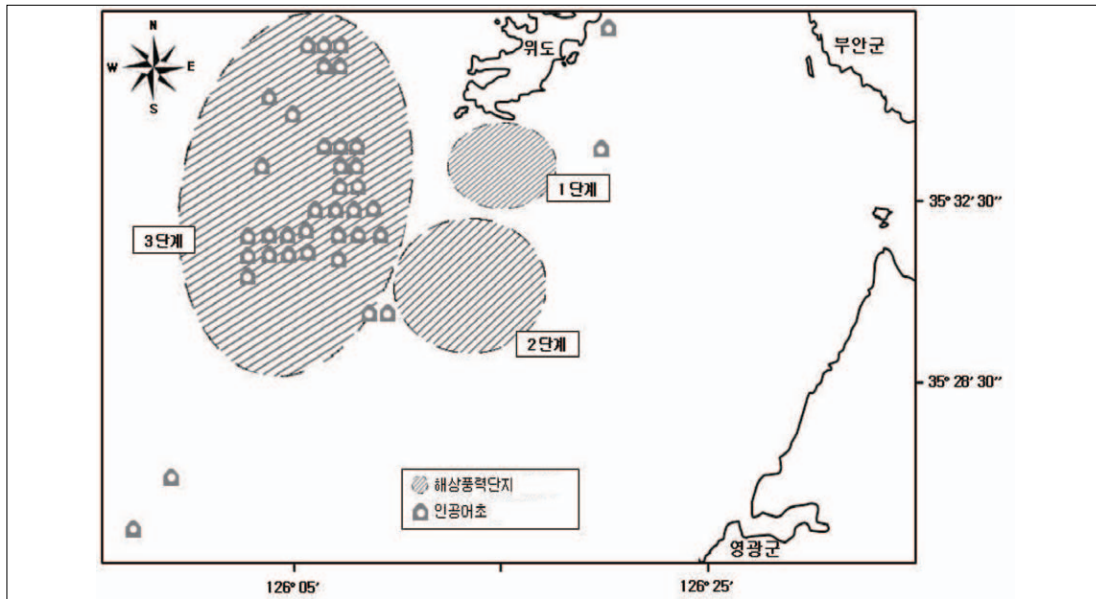 N
W E
S
위도
부안군
1단계
35° 32′ 30″
3단계
2단계
35° 28′ 30″
해상풍력단지
인공어초
영광군
126° 05′
126° 25′